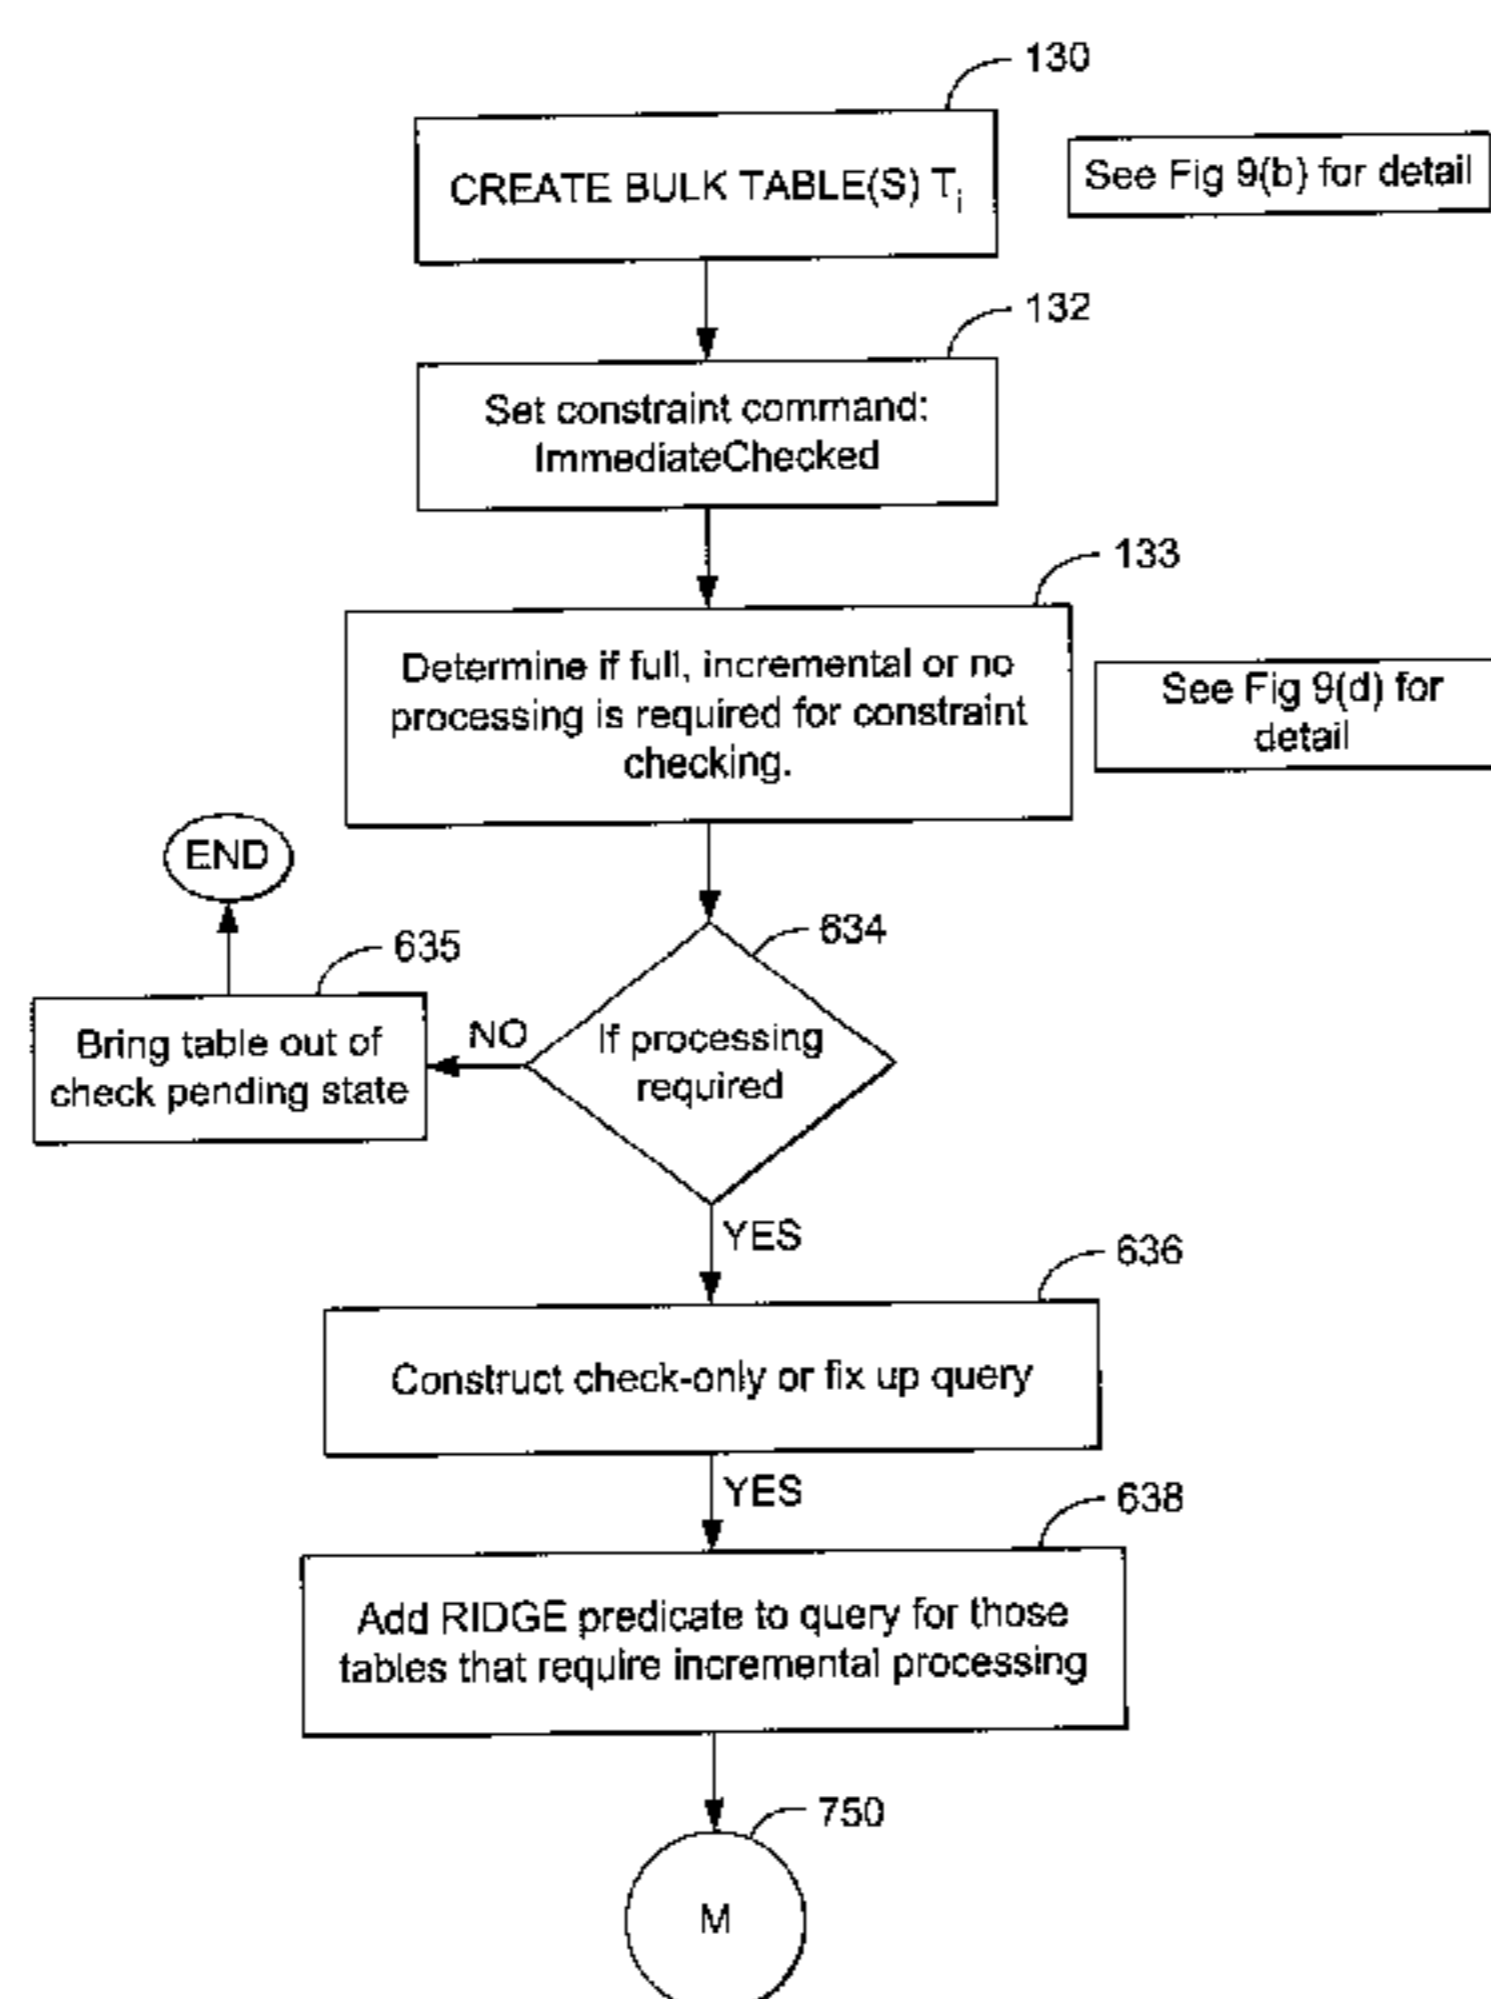 130
CREATE BULK TABLE(S) Ti
See Fig 9(b) for detail
132
Set constraint command:
ImmediateChecked
133
Determine if full, incremental or no
processing is required for constraint
checking.
See Fig 9(d) for
detail
END
635
634
Bring table out of
check pending state
NO
If processing
required
YES
636
Construct check-only or fix up query
YES
638
Add RIDGE predicate to query for those
tables that require incremental processing
750
M